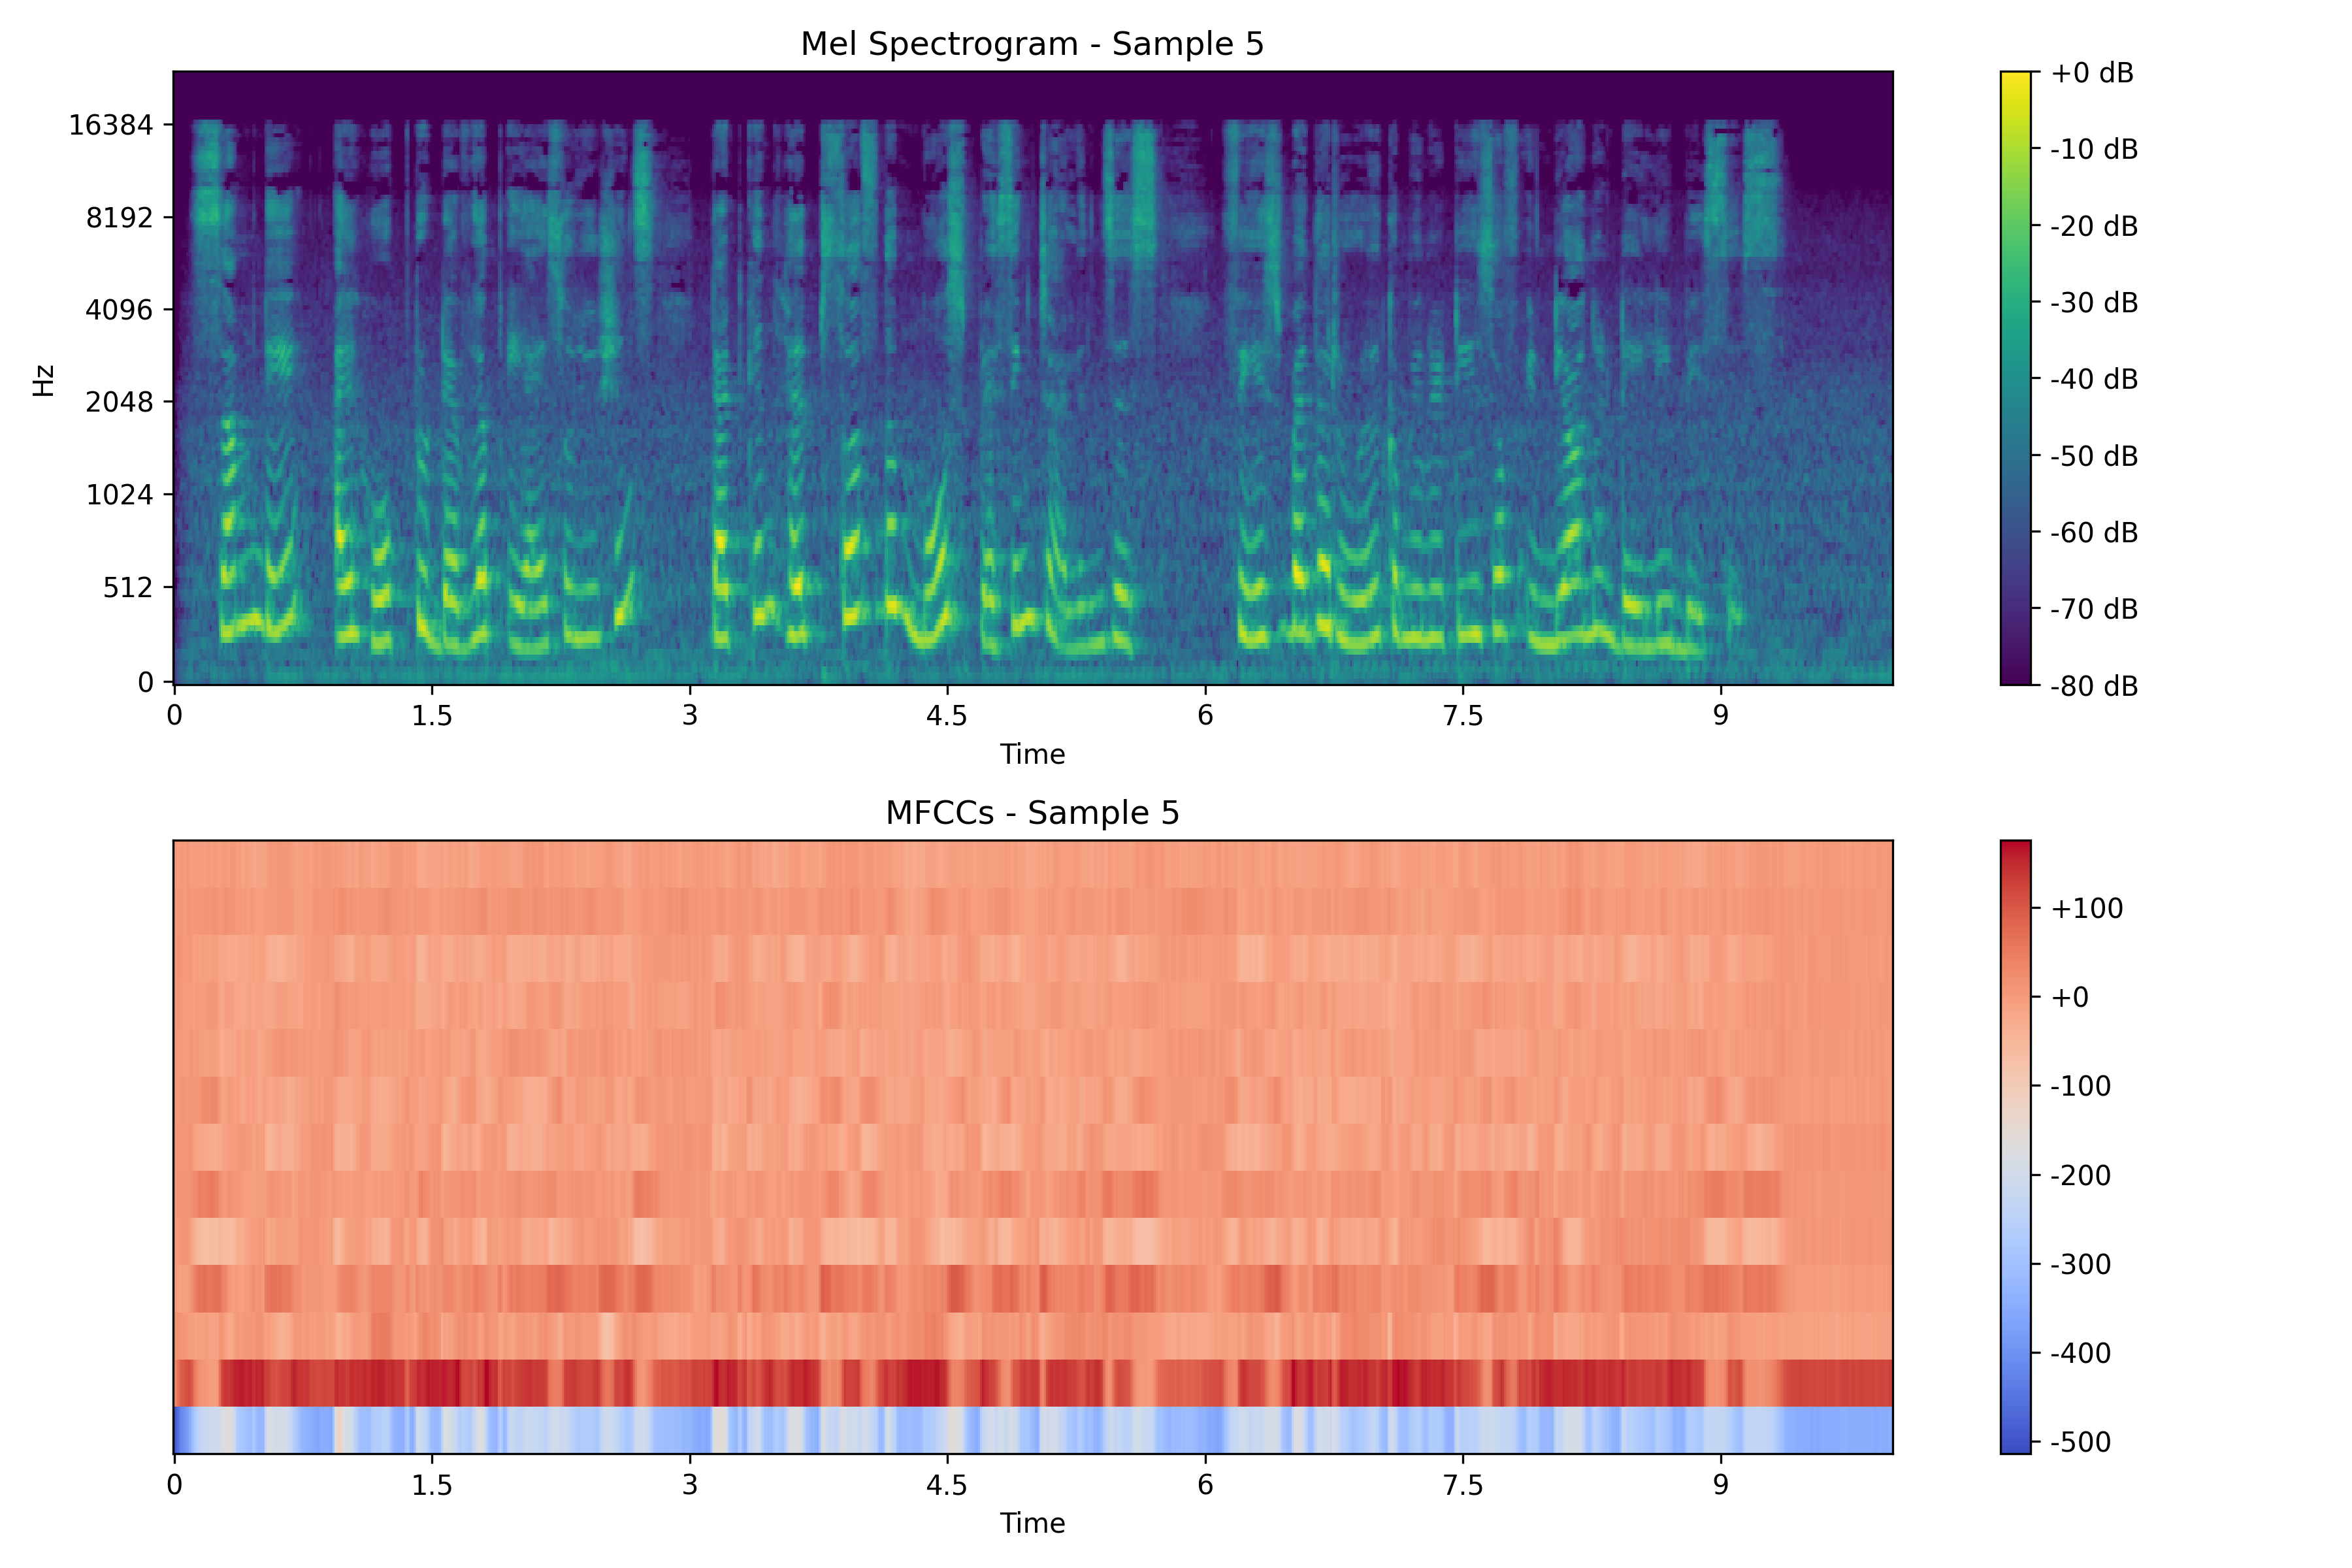 Mel Spectrogram - Sample 5
Hz
16384
8192
4096
2048
1024
512
0
0 1.5 3 4.5 6 7.5 9
Time
+0 dB
-10 dB
-20 dB
-30 dB
-40 dB
-50 dB
-60 dB
-70 dB
-80 dB
MFCCs - Sample 5
0 1.5 3 4.5 6 7.5 9
Time
+100
+0
-100
-200
-300
-400
-500